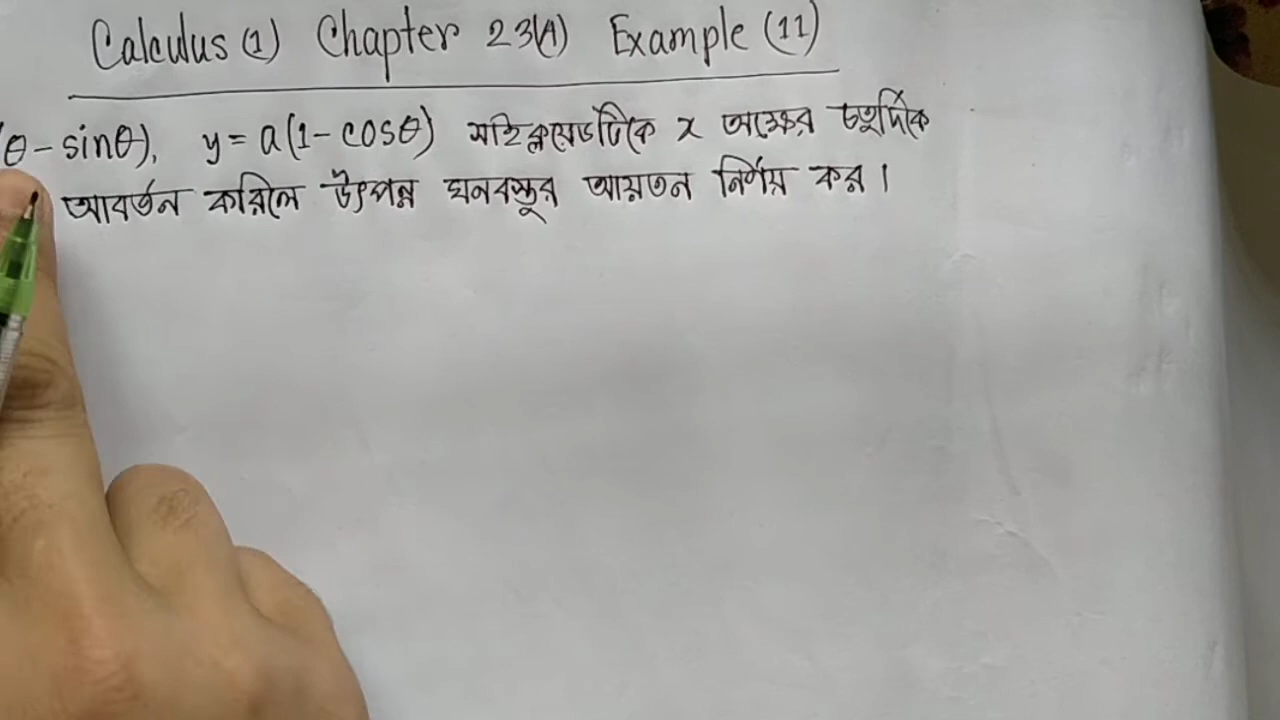 Calculus (1) Chapter 23(A) Example (11)
(θ - sinθ), y = a(1 - cosθ) সাইক্লয়েডটিকে x অক্ষের চতুর্দিকে
আবর্তন করিলে উৎপন্ন ঘনবস্তুর আয়তন নির্ণয় কর।